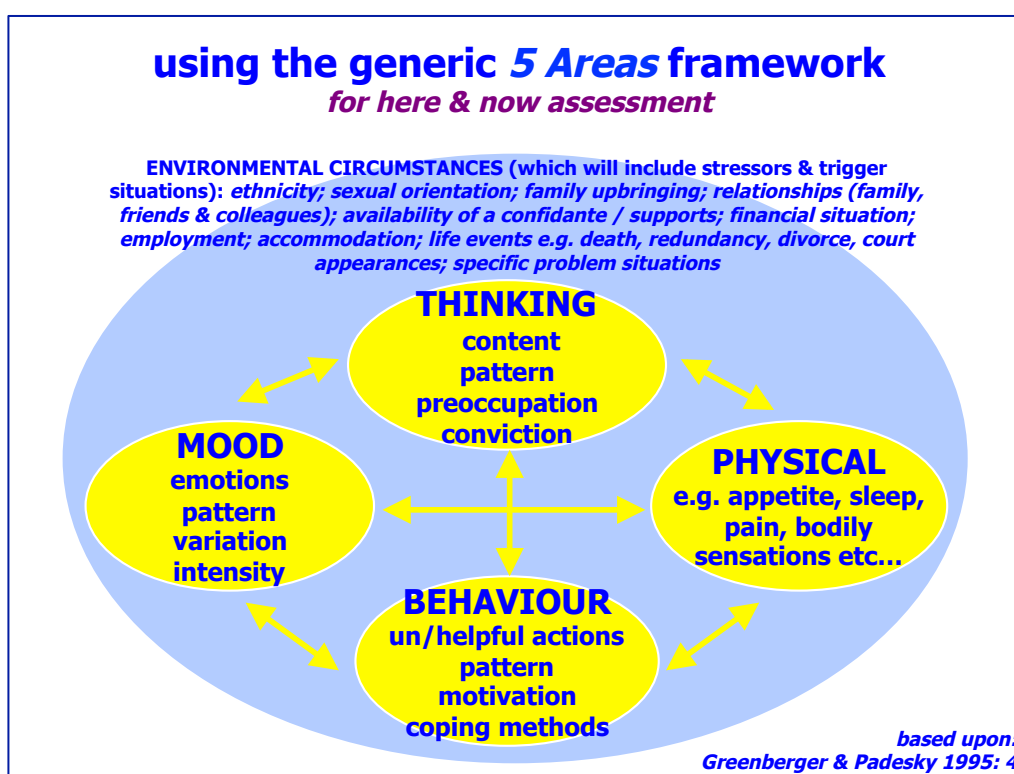 using the generic 5 Areas framework
for here & now assessment
ENVIRONMENTAL CIRCUMSTANCES (which will include stressors & trigger
situations): ethnicity; sexual orientation; family upbringing; relationships (family,
friends & colleagues); availability of a confidante / supports; financial situation;
employment; accommodation; life events e.g. death, redundancy, divorce, court
appearances; specific problem situations
THINKING
content
pattern
preoccupation
conviction
MOOD
emotions
pattern
variation
intensity
PHYSICAL
e.g. appetite, sleep,
pain, bodily
sensations etc...
BEHAVIOUR
un/helpful actions
pattern
motivation
coping methods
based upon:
Greenberger & Padesky 1995: 4